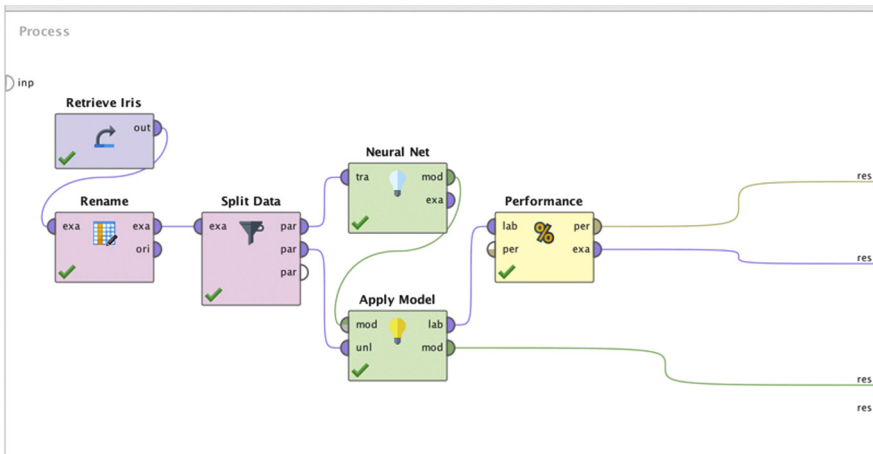 Process
inp
Retrieve Iris
out
Rename
exa
exa
ori
Split Data
exa
par
par
par
Neural Net
tra
mod
exa
Apply Model
mod
lab
unl
mod
Performance
lab
per
per
exa
%
res
res
res
res